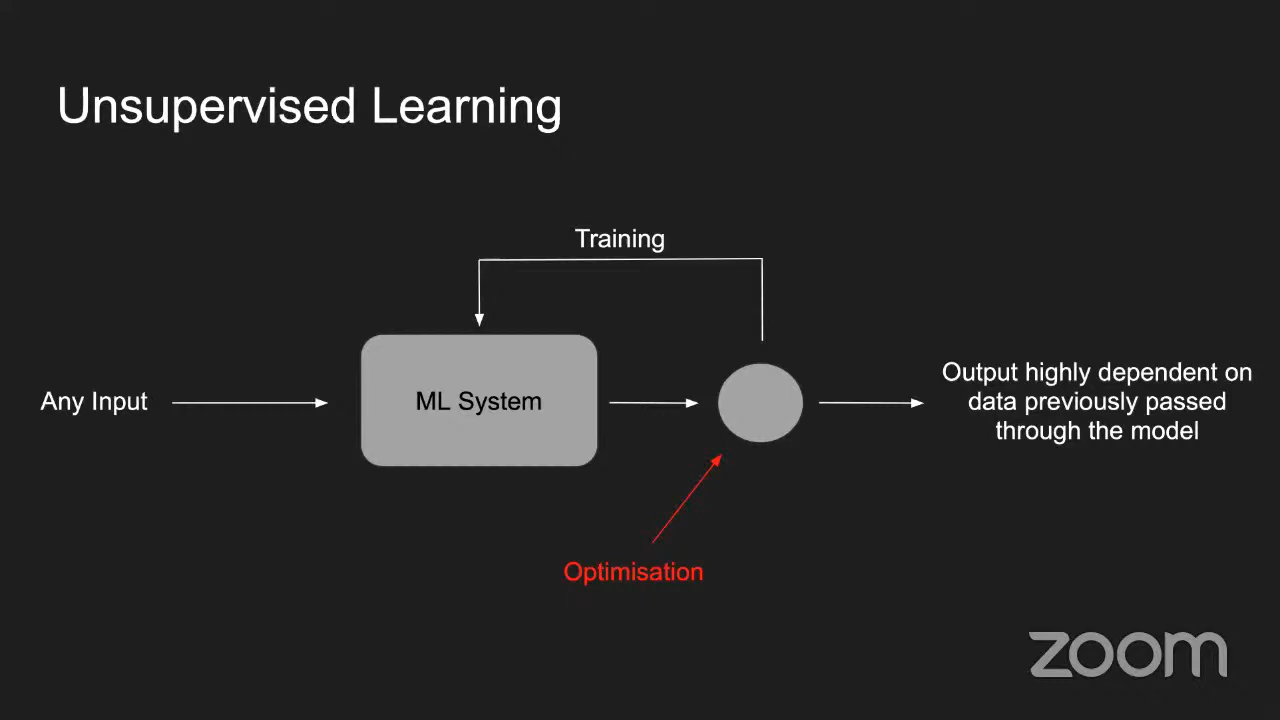 Unsupervised Learning
Training
Any Input
ML System
Output highly dependent on
data previously passed
through the model
Optimisation
zoom